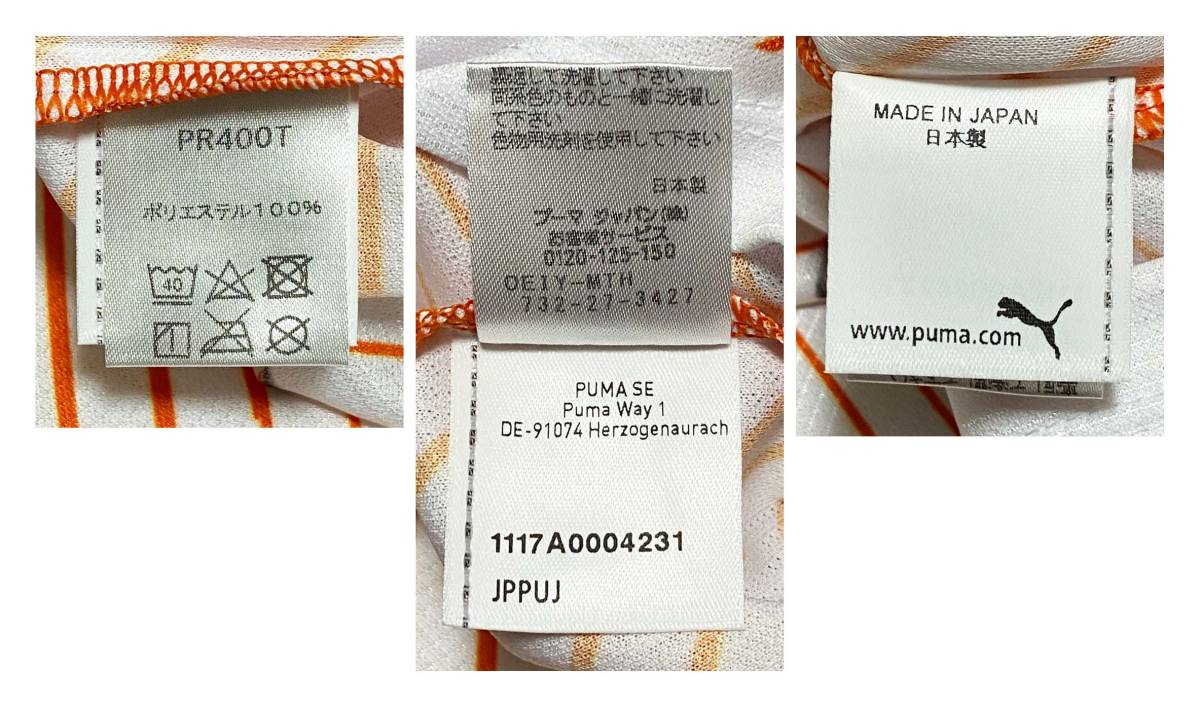 PR400T
ポリエステル100%
40
裏返して洗濯して下さい
同系色のものと一緒に洗濯し
て下さい
色物用洗剤を使用して下さい
日本製
プーマ ジャパン(株)
お客様サービス
0120-125-150
OEIY-MTH
732-27-3427
PUMA SE
Puma Way 1
DE-91074 Herzogenaurach
1117A0004231
JPPUJ
MADE IN JAPAN
日本製
www.puma.com